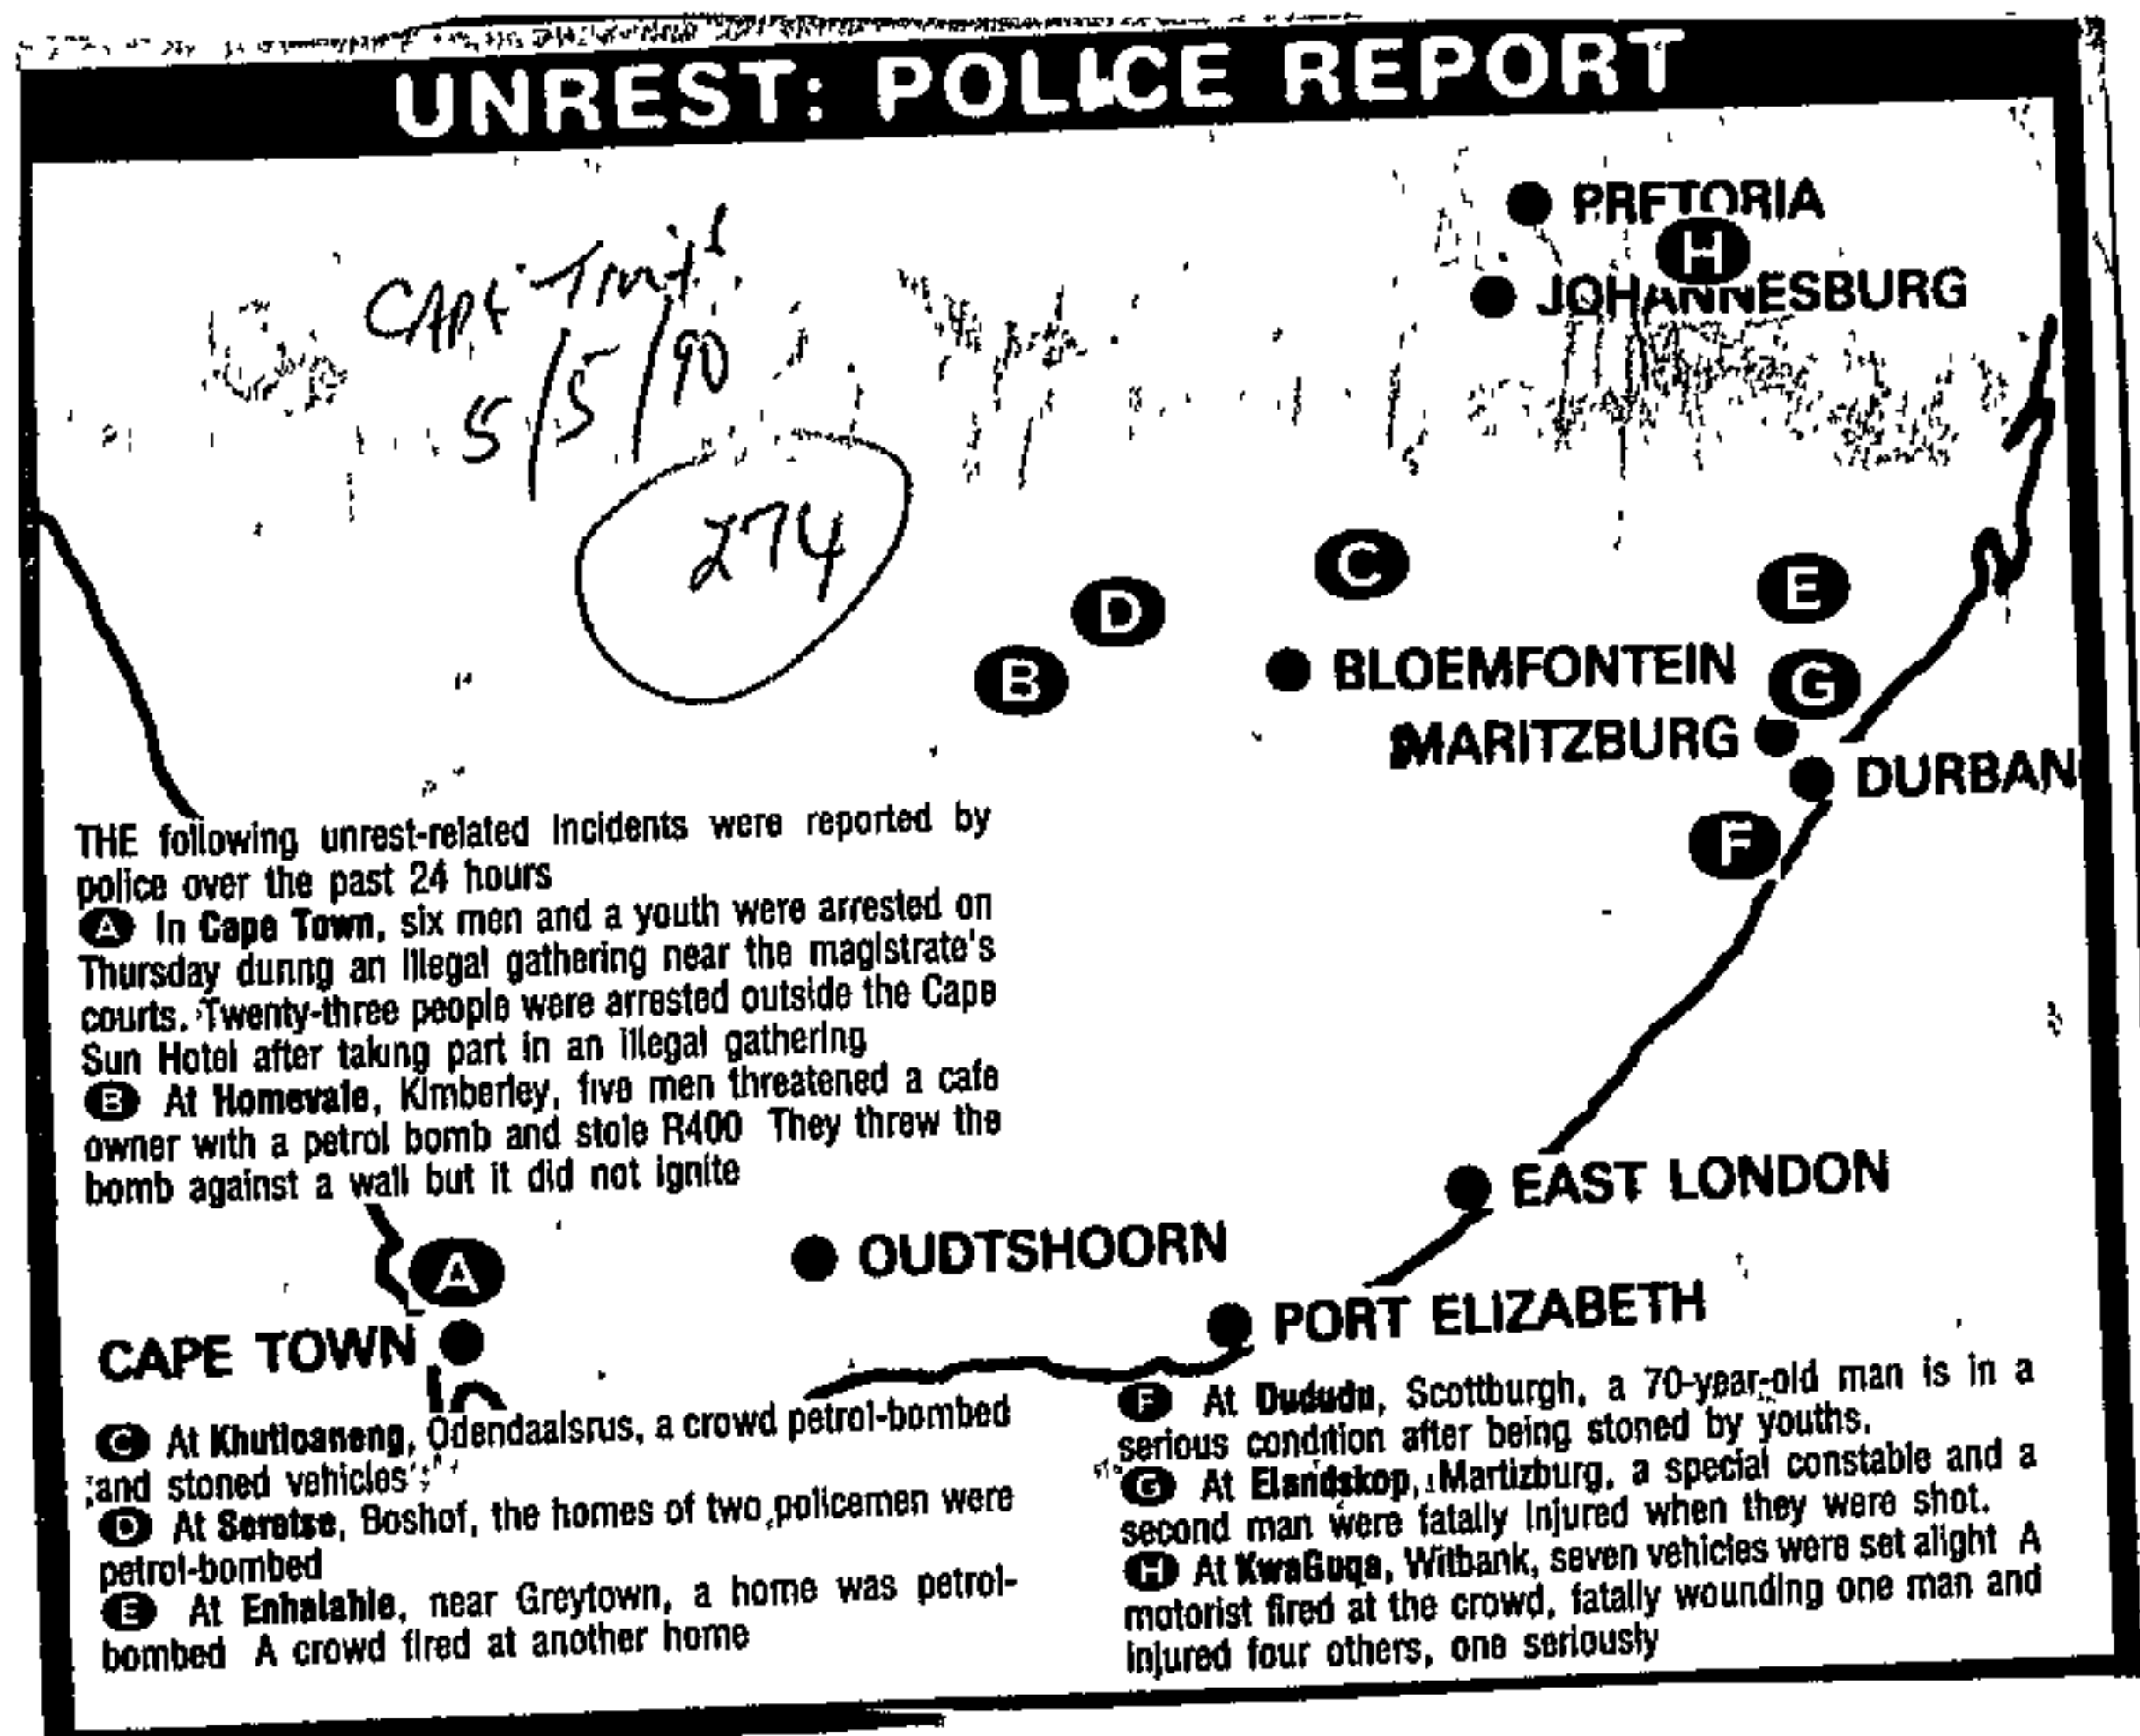 UNREST: POLICE REPORT
PRETORIA
H
JOHANNESBURG
5/5/90
274
C
D
E
B
BLOEMFONTEIN
G
MARITZBURG
DURBAN
F
THE following unrest-related incidents were reported by
police over the past 24 hours
A In Cape Town, six men and a youth were arrested on
Thursday during an illegal gathering near the magistrate's
courts. Twenty-three people were arrested outside the Cape
Sun Hotel after taking part in an illegal gathering
B At Homevale, Kimberley, five men threatened a cafe
owner with a petrol bomb and stole R400 They threw the
bomb against a wall but it did not ignite
EAST LONDON
A
OUDTSHOORN
CAPE TOWN
PORT ELIZABETH
C At Khutloaneng, Odendaalsrus, a crowd petrol-bombed
and stoned vehicles
D At Seretse, Boshof, the homes of two policemen were
petrol-bombed
E At Enhlalahle, near Greytown, a home was petrol-
bombed A crowd fired at another home
F At Dududu, Scottburgh, a 70-year-old man is in a
serious condition after being stoned by youths.
G At Elandskop, Martizburg, a special constable and a
second man were fatally injured when they were shot.
H At KwaGuqa, Witbank, seven vehicles were set alight A
motorist fired at the crowd, fatally wounding one man and
injured four others, one seriously